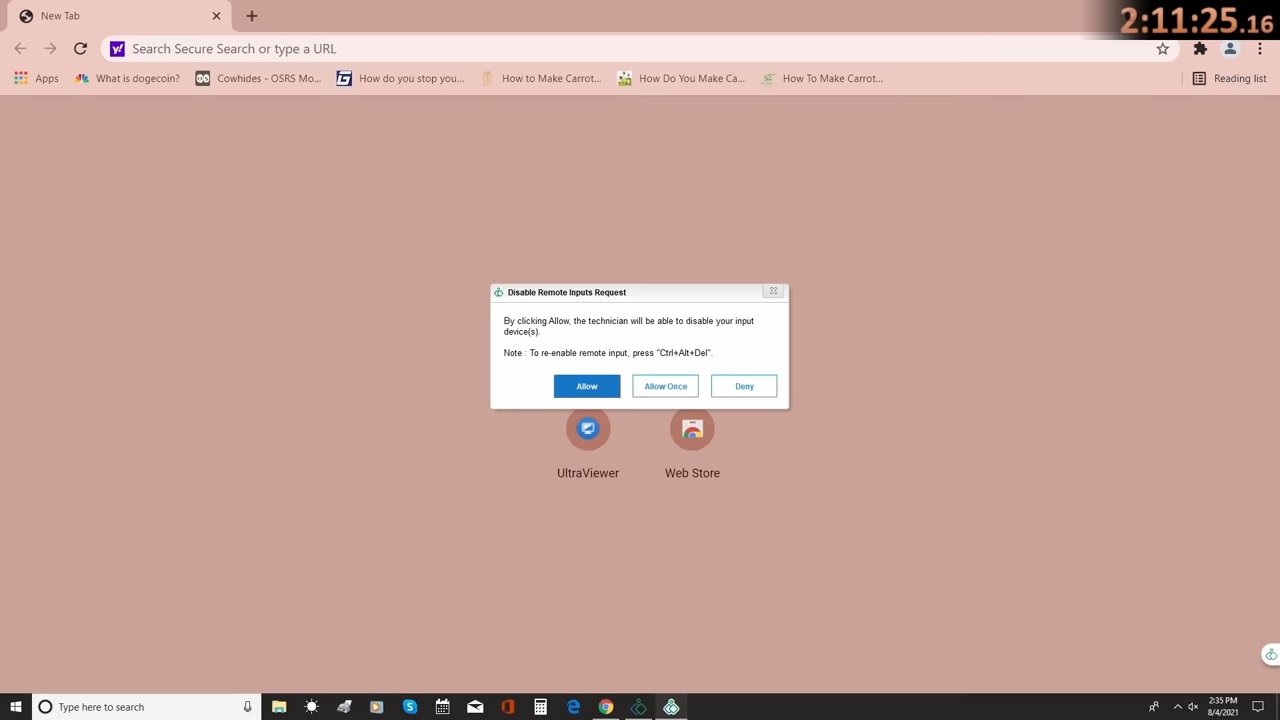 New Tab
2:11:25.16
Search Secure Search or type a URL
Apps
What is dogecoin?
Cowhides - OSRS Mo...
How do you stop you...
How to Make Carrot...
How Do You Make Ca...
How To Make Carrot...
Reading list
Disable Remote Inputs Request
By clicking Allow, the technician will be able to disable your input
device(s).
Note : To re-enable remote input, press "Ctrl+Alt+Del".
Allow
Allow Once
Deny
UltraViewer
Web Store
Type here to search
2:35 PM
8/4/2021